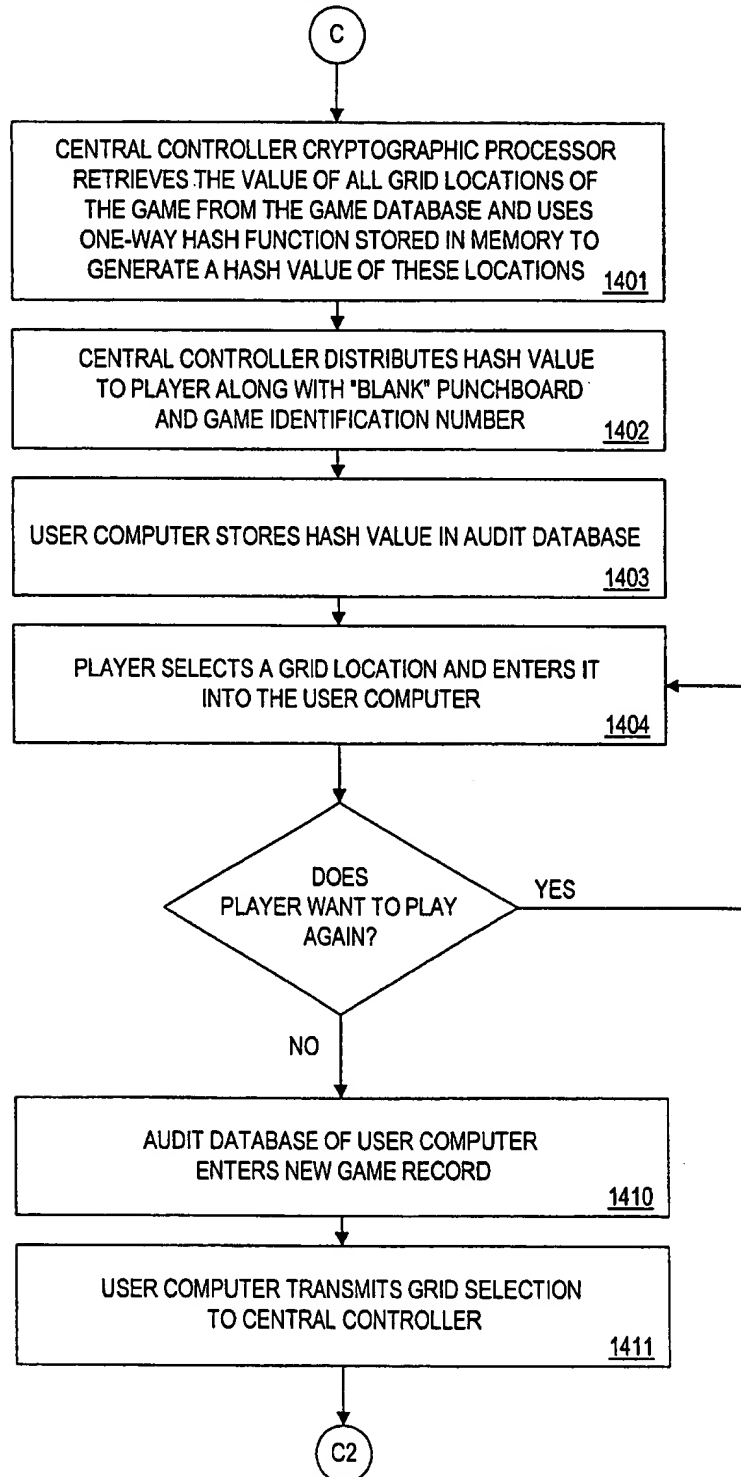 C
CENTRAL CONTROLLER CRYPTOGRAPHIC PROCESSOR
RETRIEVES THE VALUE OF ALL GRID LOCATIONS OF
THE GAME FROM THE GAME DATABASE AND USES
ONE-WAY HASH FUNCTION STORED IN MEMORY TO
GENERATE A HASH VALUE OF THESE LOCATIONS
1401
CENTRAL CONTROLLER DISTRIBUTES HASH VALUE
TO PLAYER ALONG WITH "BLANK" PUNCHBOARD
AND GAME IDENTIFICATION NUMBER
1402
USER COMPUTER STORES HASH VALUE IN AUDIT DATABASE
1403
PLAYER SELECTS A GRID LOCATION AND ENTERS IT
INTO THE USER COMPUTER
1404
DOES
PLAYER WANT TO PLAY
AGAIN?
YES
NO
AUDIT DATABASE OF USER COMPUTER
ENTERS NEW GAME RECORD
1410
USER COMPUTER TRANSMITS GRID SELECTION
TO CENTRAL CONTROLLER
1411
C2